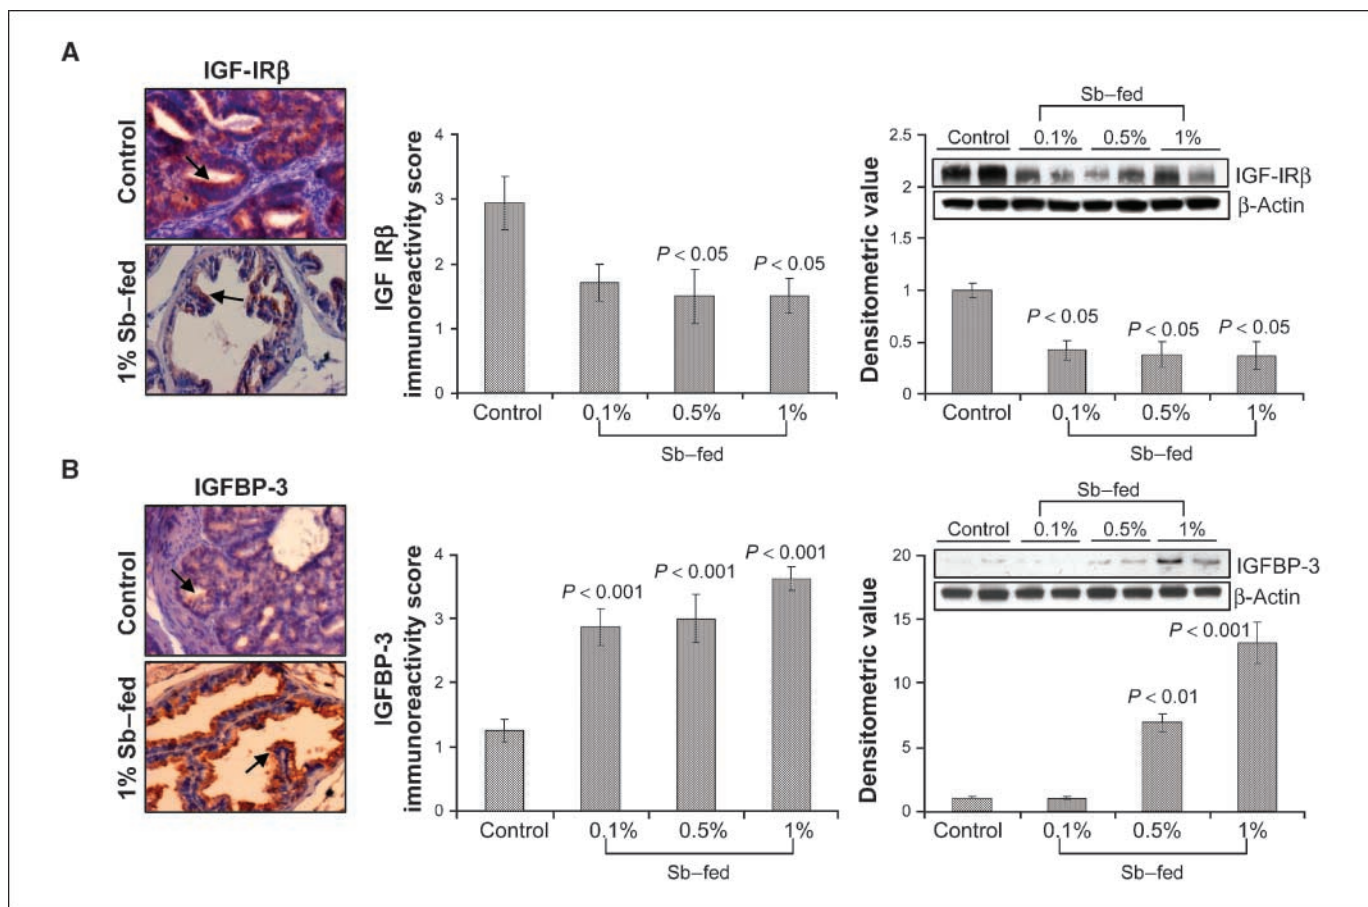 A
IGF-IRβ
Control
1% Sb–fed
IGF IRβ
immunoreactivity score
4
3
2
1
0
P < 0.05
P < 0.05
Control
0.1%
0.5%
1%
Sb–fed
Densitometric value
2.5
2
1.5
1
0.5
0
Sb–fed
Control
0.1%
0.5%
1%
IGF-IRβ
β-Actin
P < 0.05
P < 0.05
P < 0.05
Control
0.1%
0.5%
1%
Sb–fed
B
IGFBP-3
Control
1% Sb–fed
IGFBP-3
immunoreactivity score
4
3
2
1
0
P < 0.001
P < 0.001
P < 0.001
Control
0.1%
0.5%
1%
Sb–fed
Densitometric value
20
15
10
5
0
Sb–fed
Control
0.1%
0.5%
1%
IGFBP-3
β-Actin
P < 0.001
P < 0.01
Control
0.1%
0.5%
1%
Sb–fed